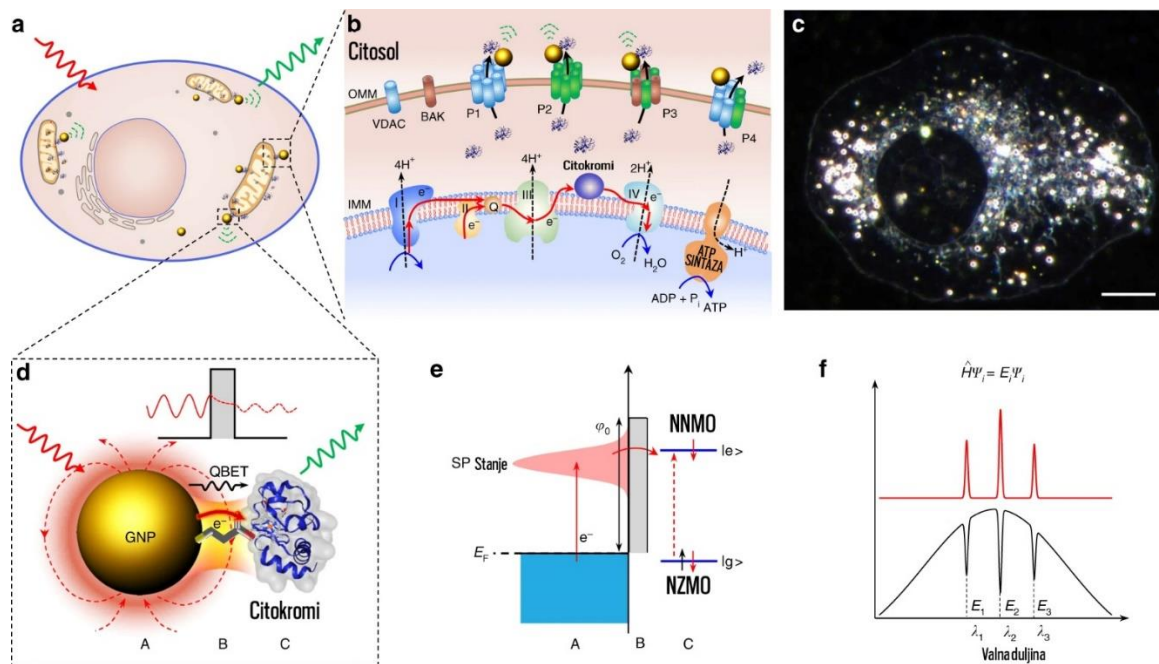 a
b
Citosol
OMM
VDAC
BAK
P1
P2
P3
P4
4H⁺
4H⁺
2H⁺
Citokromi
IMM
I
e⁻
II
e⁻
Q
III
e⁻
IV
e⁻
O₂
H₂O
H⁺
ATP
SINTAZA
ADP + Pᵢ
ATP
c
d
QBET
GNP
e⁻
Citokromi
A
B
C
e
φ₀
NNMO
SP Stanje
|e>
e⁻
E_F
|g>
NZMO
A
B
C
f
ĤΨᵢ = EᵢΨᵢ
E₁
E₂
E₃
λ₁
λ₂
λ₃
Valna duljina